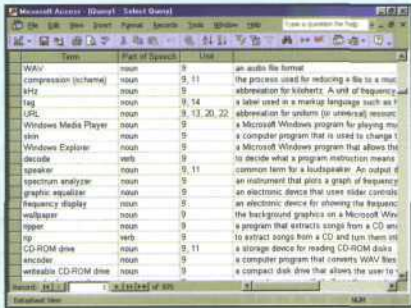 Microsoft Access - [Query1 : Select Query]
File Edit View Insert Format Records Tools Window Help Type a question for help
Term Part of Speech Unit
WAV noun 9 an audio file format
compression (scheme) noun 9, 11 the process used for reducing a file to a
kHz noun 9 abbreviation for kilohertz. A unit of frequency
tag noun 9, 14 a label used in a markup language such as
URL noun 9, 13, 20, 22 abbreviation for uniform (or universal) resource
Windows Media Player noun 9 a Microsoft Windows program for playing
skin noun 9 a computer program that is used to change
Windows Explorer noun 9 a Microsoft Windows program that allows the
decode verb 9 to decide what a program instruction means
speaker noun 9, 11 common term for a loudspeaker. An output
spectrum analyzer noun 9 an instrument that plots a graph of frequency
graphic equalizer noun 9 an electronic device that uses slider controls
frequency display noun 9 an electronic device for showing the frequency
wallpaper noun 9 the background graphics on a Microsoft
ripper noun 9 a program that extracts songs from a CD and
rip verb 9 to extract songs from a CD and turn them
CD-ROM drive noun 9, 11 a storage device for reading CD-ROM disks
encoder noun 9 a computer program that converts WAV files
writeable CD-ROM drive noun 9 a compact disk drive that allows the user
Record: 1 of
Datasheet View NUM